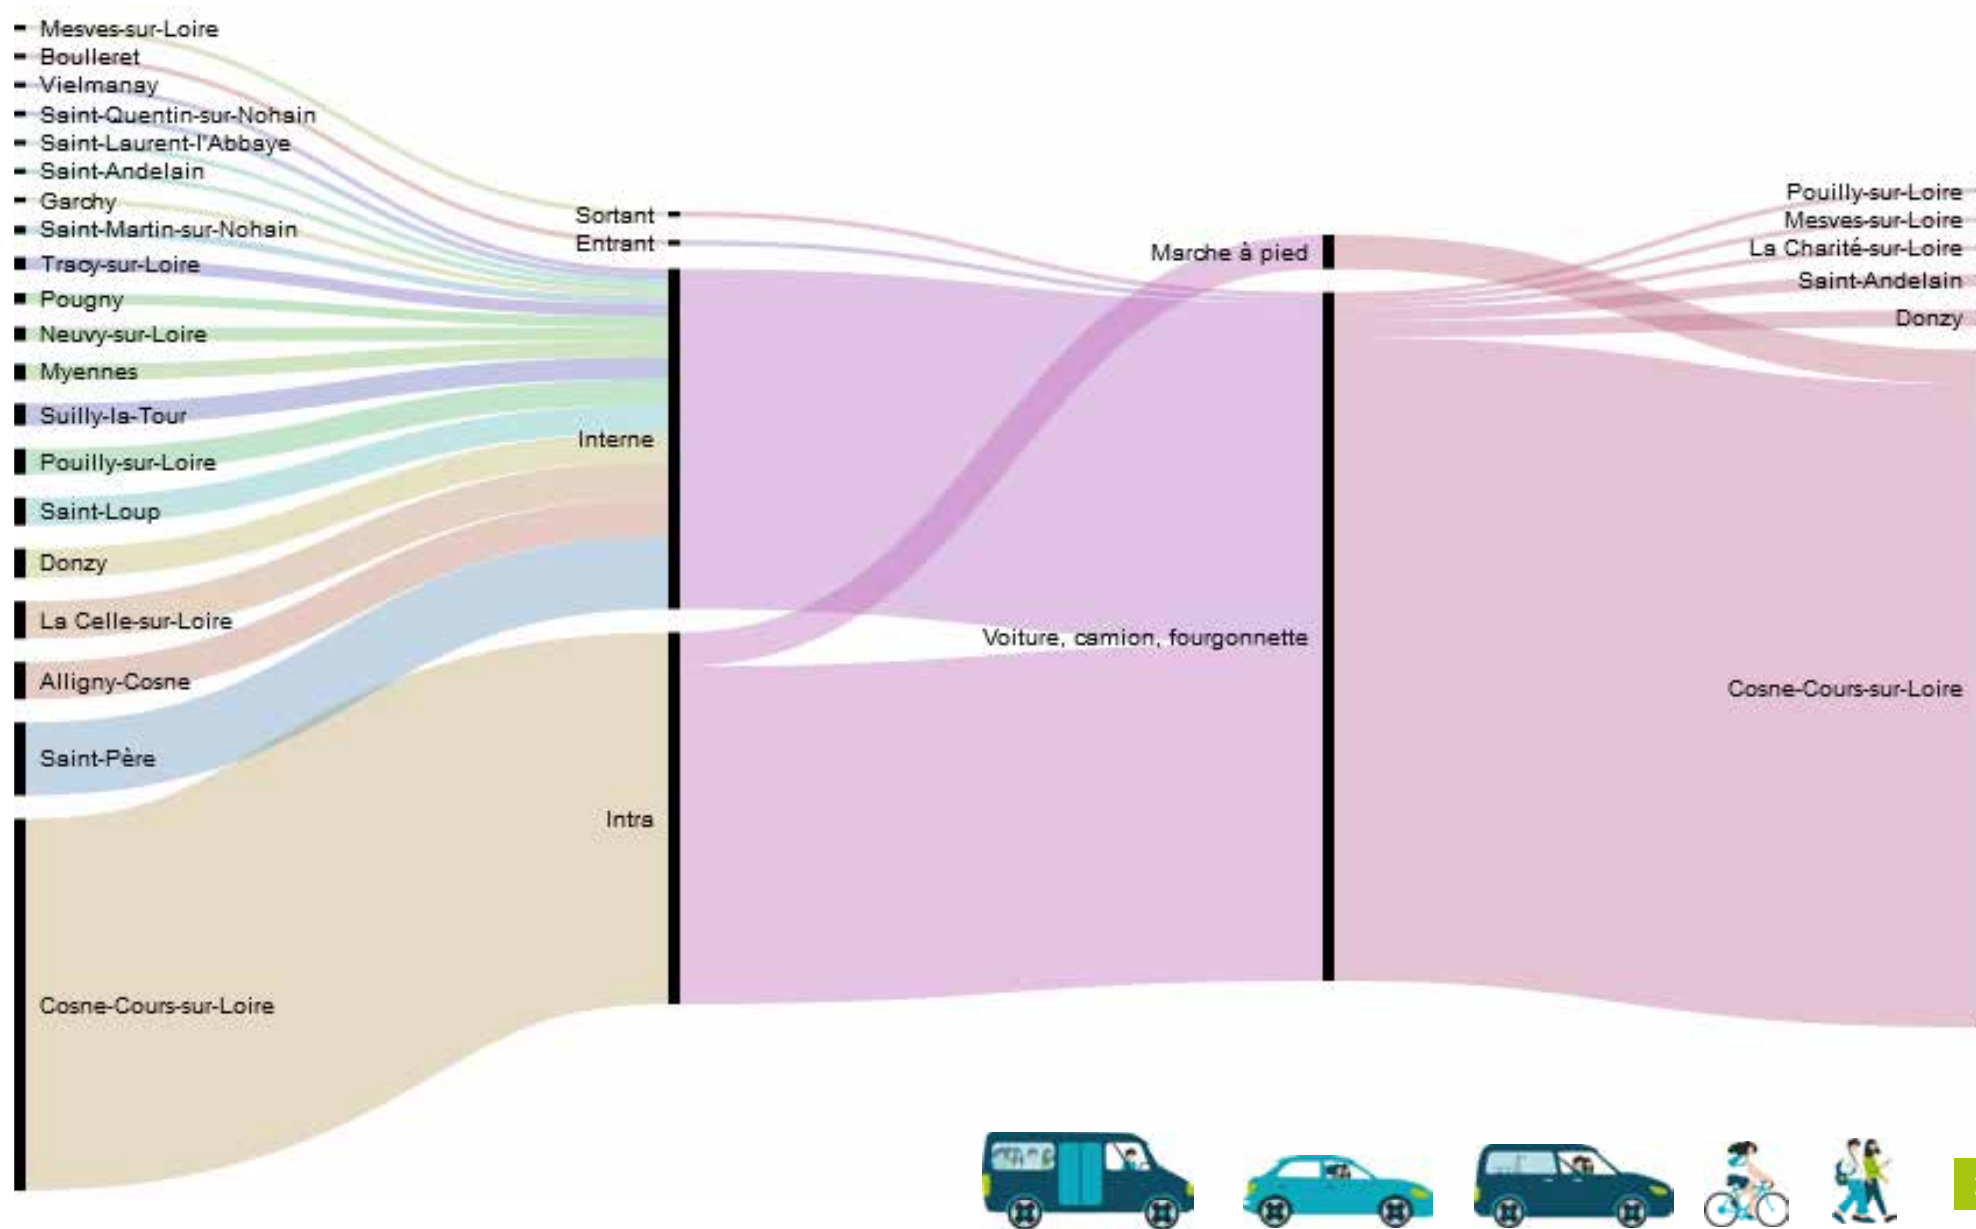 Mesves-sur-Loire
Boulleret
Vielmanay
Saint-Quentin-sur-Nohain
Saint-Laurent-l'Abbaye
Saint-Andelain
Garchy
Saint-Martin-sur-Nohain
Tracy-sur-Loire
Pougny
Neuvy-sur-Loire
Myennes
Suilly-la-Tour
Pouilly-sur-Loire
Saint-Loup
Donzy
La Celle-sur-Loire
Alligny-Cosne
Saint-Père
Cosne-Cours-sur-Loire
Sortant
Entrant
Interne
Intra
Marche à pied
Voiture, camion, fourgonnette
Pouilly-sur-Loire
Mesves-sur-Loire
La Charité-sur-Loire
Saint-Andelain
Donzy
Cosne-Cours-sur-Loire